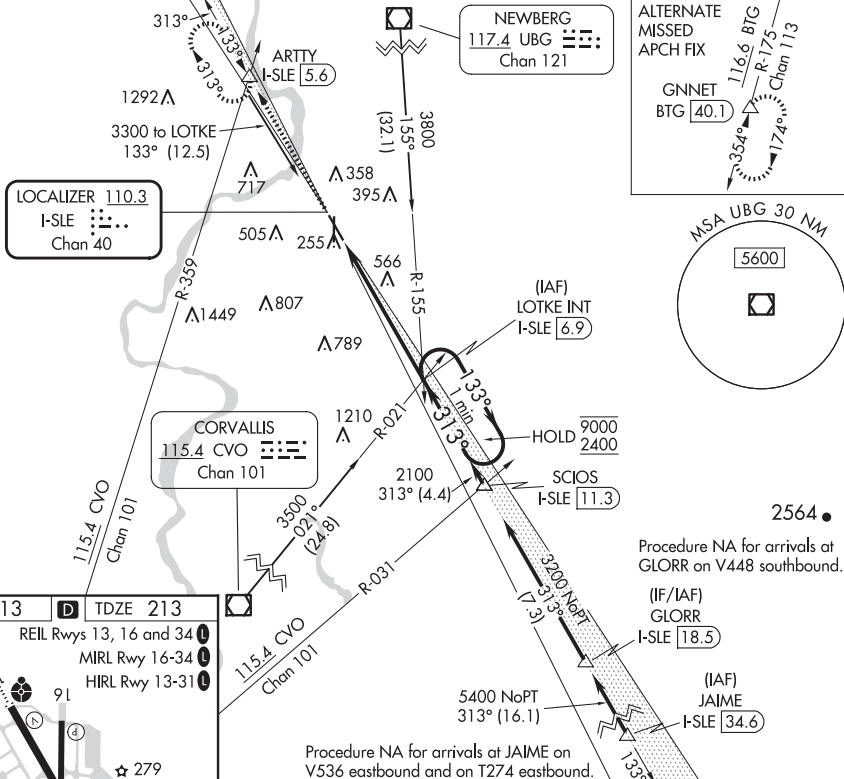 313°
133°
313°
ARTTY
I-SLE 5.6
1292
3300 to LOTKE
133° (12.5)
NEWBERG
117.4 UBG
Chan 121
3800
155°
(32.1)
R-155
ALTERNATE
MISSED
APCH FIX
116.6 BTG
R-175
Chan 113
GNNET
BTG 40.1
354°
174°
MSA UBG 30 NM
5600
LOCALIZER 110.3
I-SLE
Chan 40
717
358
395
505
255
566
R-359
1449
807
789
(IAF)
LOTKE INT
I-SLE 6.9
133°
1 min
313°
HOLD 9000
2400
1210
R-021
CORVALLIS
115.4 CVO
Chan 101
3500
021°
(24.8)
2100
313° (4.4)
SCIOS
I-SLE 11.3
2564
Procedure NA for arrivals at
GLORR on V448 southbound.
115.4 CVO
Chan 101
R-031
115.4 CVO
Chan 101
3200 NoPT
313°
(7.3)
(IF/IAF)
GLORR
I-SLE 18.5
5400 NoPT
313° (16.1)
(IAF)
JAIME
I-SLE 34.6
133°
Procedure NA for arrivals at JAIME on
V536 eastbound and on T274 eastbound.
13
D
TDZE 213
REIL Rwys 13, 16 and 34 L
MIRL Rwy 16-34 L
HIRL Rwy 13-31 L
16
V
P
279